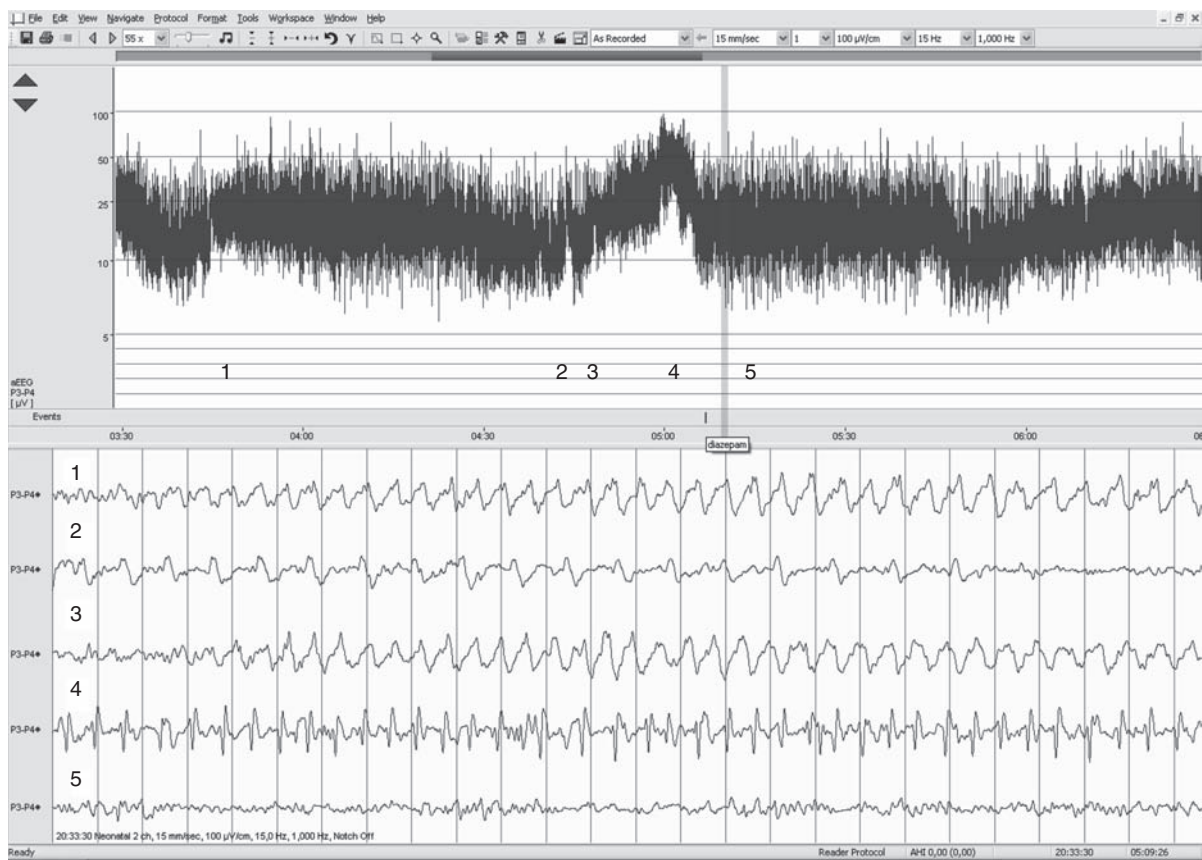 File Edit View Navigate Protocol Format Tools Workspace Window Help
55 x As Recorded 15 mm/sec 1 100 µV/cm 15 Hz 1,000 Hz
100
50
25
10
5
1 2 3 4 5
aEEG
P3-P4
[ µV ]
Events
03:30 04:00 04:30 05:00 05:30 06:00 06
diazepam
1
P3-P4+
2
P3-P4+
3
P3-P4+
4
P3-P4+
5
P3-P4+
20:33:30 Neonatal 2 ch, 15 mm/sec, 100 µV/cm, 15,0 Hz, 1,000 Hz, Notch Off
Ready Reader Protocol AHI 0,00 (0,00) 20:33:30 05:09:26